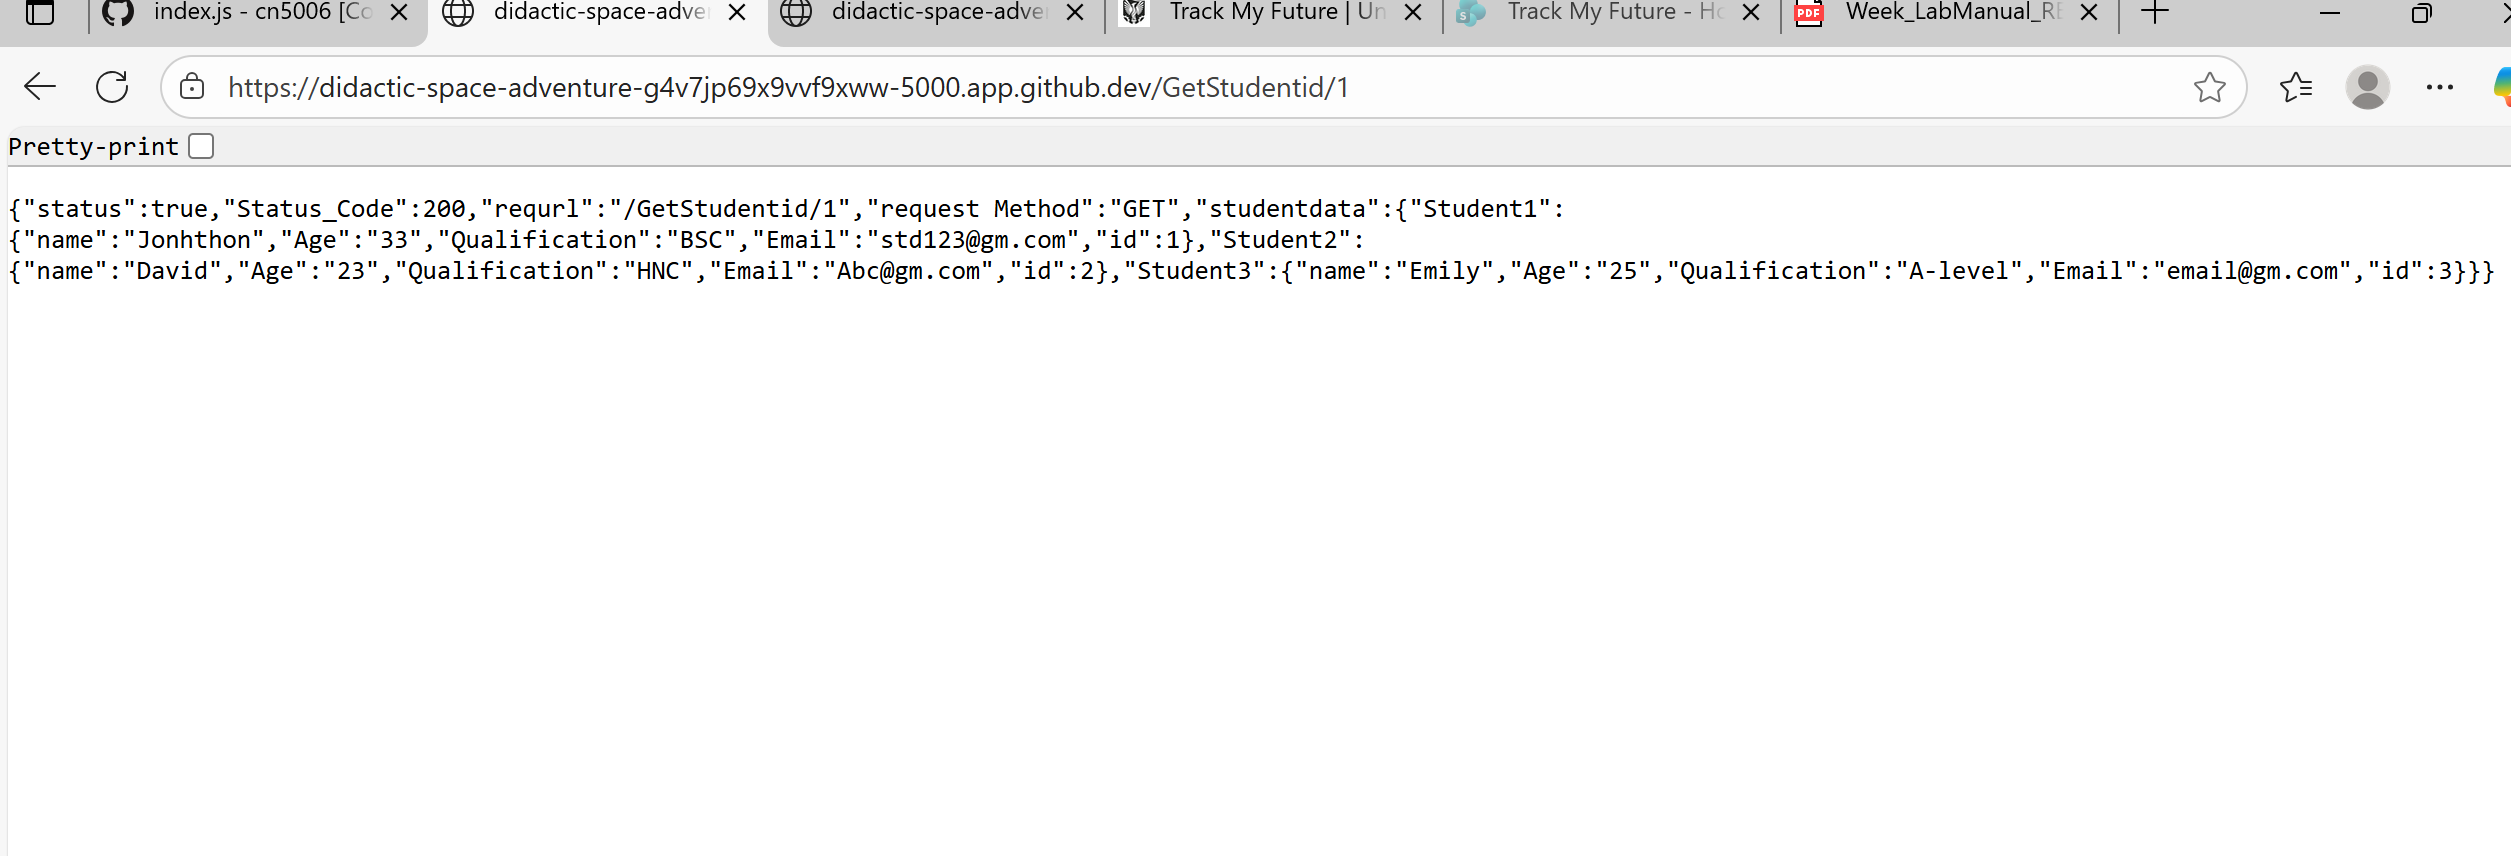 index.js - cn5006 [Co
didactic-space-adve
didactic-space-adve
Track My Future | Un
Track My Future - Ho
PDF
Week_LabManual_RE
https://didactic-space-adventure-g4v7jp69x9vvf9xww-5000.app.github.dev/GetStudentid/1
Pretty-print
{"status":true,"Status_Code":200,"requrl":"/GetStudentid/1","request Method":"GET","studentdata":{"Student1":
{"name":"Jonhthon","Age":"33","Qualification":"BSC","Email":"std123@gm.com","id":1},"Student2":
{"name":"David","Age":"23","Qualification":"HNC","Email":"Abc@gm.com","id":2},"Student3":{"name":"Emily","Age":"25","Qualification":"A-level","Email":"email@gm.com","id":3}}}